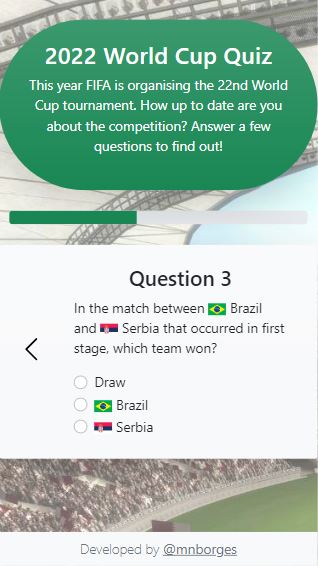 2022 World Cup Quiz
This year FIFA is organising the 22nd World
Cup tournament. How up to date are you
about the competition? Answer a few
questions to find out!
Question 3
In the match between Brazil
and Serbia that occurred in first
stage, which team won?
Draw
Brazil
Serbia
Developed by @mnborges